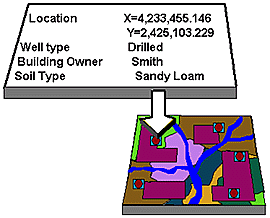 Location X=4,233,455.146
Y=2,425,103.229
Well type Drilled
Building Owner Smith
Soil Type Sandy Loam